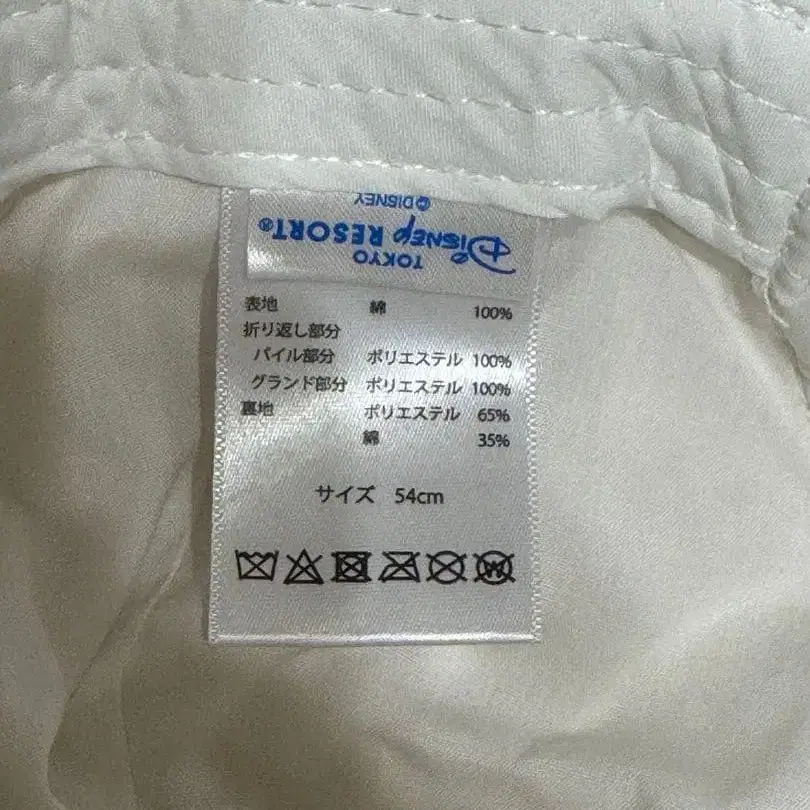 TOKYO
Disney RESORT®
© DISNEY
表地 綿 100%
折り返し部分
パイル部分 ポリエステル 100%
グランド部分 ポリエステル 100%
裏地 ポリエステル 65%
綿 35%
サイズ 54cm
W